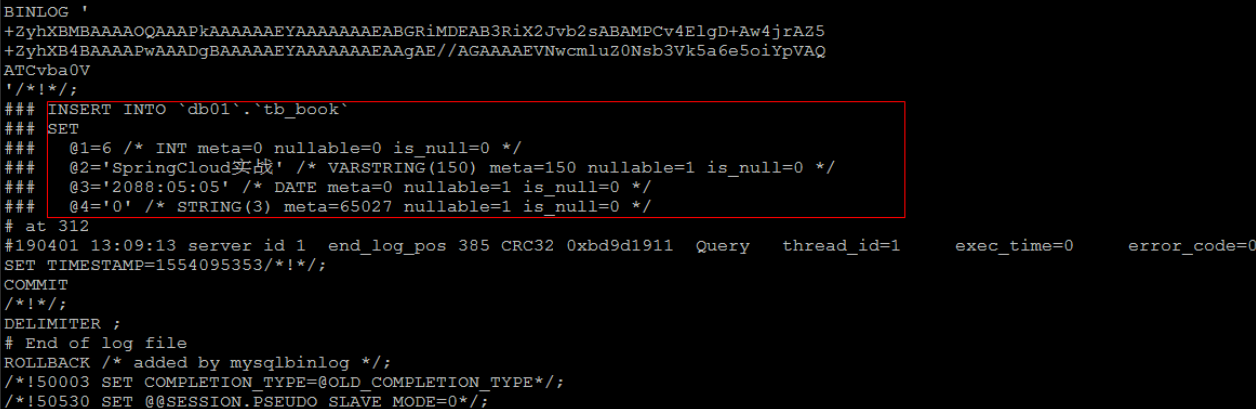 BINLOG '
+ZyhXBMBAAAAOQAAAPkAAAAAAEYAAAAAAAEABGRiMDEAB3RiX2Jvb2sABAMPCv4ElgD+Aw4jrAZ5
+ZyhXB4BAAAAPwAAADgBAAAAAEYAAAAAAAEAAgAE//AGAAAAEVNwcmluZ0Nsb3Vk5a6e5oiYpVAQ
ATCvba0V
'/*!*/;
### INSERT INTO `db01`.`tb_book`
### SET
###   @1=6 /* INT meta=0 nullable=0 is_null=0 */
###   @2='SpringCloud实战' /* VARSTRING(150) meta=150 nullable=1 is_null=0 */
###   @3='2088:05:05' /* DATE meta=0 nullable=1 is_null=0 */
###   @4='0' /* STRING(3) meta=65027 nullable=1 is_null=0 */
# at 312
#190401 13:09:13 server id 1  end_log_pos 385 CRC32 0xbd9d1911  Query   thread_id=1     exec_time=0     error_code=0
SET TIMESTAMP=1554095353/*!*/;
COMMIT
/*!*/;
DELIMITER ;
# End of log file
ROLLBACK /* added by mysqlbinlog */;
/*!50003 SET COMPLETION_TYPE=@OLD_COMPLETION_TYPE*/;
/*!50530 SET @@SESSION.PSEUDO_SLAVE_MODE=0*/;